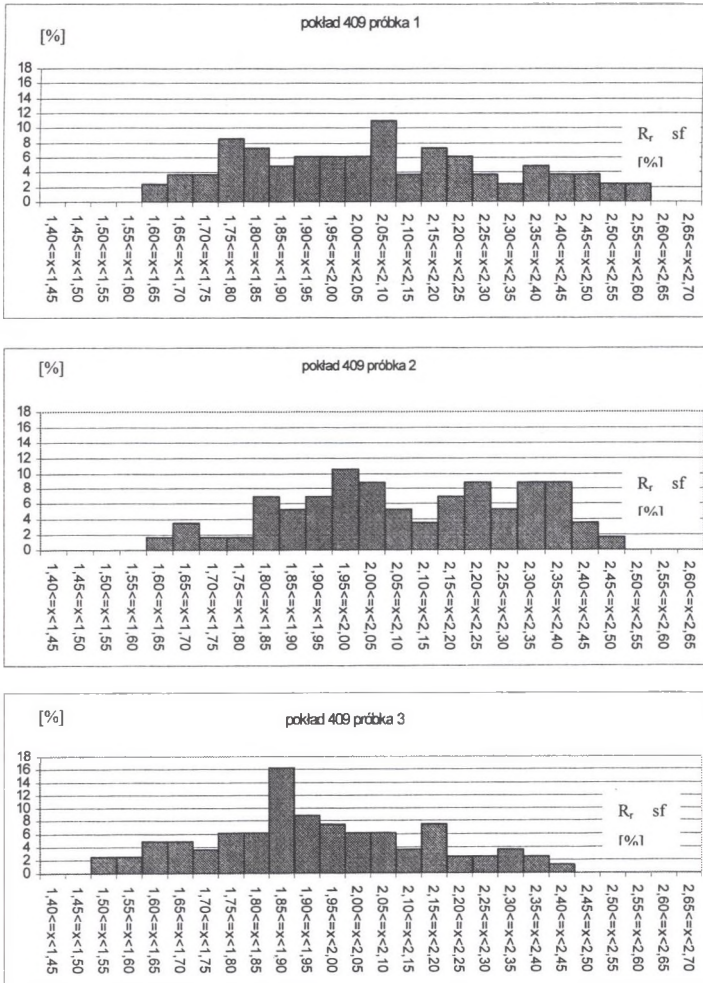 pokład 409 próbka 1
[%]
18
16
14
12
10
8
6
4
2
0
R_r sf
[%]
1,40<=x<1,45
1,45<=x<1,50
1,50<=x<1,55
1,55<=x<1,60
1,60<=x<1,65
1,65<=x<1,70
1,70<=x<1,75
1,75<=x<1,80
1,80<=x<1,85
1,85<=x<1,90
1,90<=x<1,95
1,95<=x<2,00
2,00<=x<2,05
2,05<=x<2,10
2,10<=x<2,15
2,15<=x<2,20
2,20<=x<2,25
2,25<=x<2,30
2,30<=x<2,35
2,35<=x<2,40
2,40<=x<2,45
2,45<=x<2,50
2,50<=x<2,55
2,55<=x<2,60
2,60<=x<2,65
2,65<=x<2,70
pokład 409 próbka 2
[%]
18
16
14
12
10
8
6
4
2
0
R_r sf
[%]
1,40<=x<1,45
1,45<=x<1,50
1,50<=x<1,55
1,55<=x<1,60
1,60<=x<1,65
1,65<=x<1,70
1,70<=x<1,75
1,75<=x<1,80
1,80<=x<1,85
1,85<=x<1,90
1,90<=x<1,95
1,95<=x<2,00
2,00<=x<2,05
2,05<=x<2,10
2,10<=x<2,15
2,15<=x<2,20
2,20<=x<2,25
2,25<=x<2,30
2,30<=x<2,35
2,35<=x<2,40
2,40<=x<2,45
2,45<=x<2,50
2,50<=x<2,55
2,55<=x<2,60
2,60<=x<2,65
pokład 409 próbka 3
[%]
18
16
14
12
10
8
6
4
2
0
R_r sf
[%]
1,40<=x<1,45
1,45<=x<1,50
1,50<=x<1,55
1,55<=x<1,60
1,60<=x<1,65
1,65<=x<1,70
1,70<=x<1,75
1,75<=x<1,80
1,80<=x<1,85
1,85<=x<1,90
1,90<=x<1,95
1,95<=x<2,00
2,00<=x<2,05
2,05<=x<2,10
2,10<=x<2,15
2,15<=x<2,20
2,20<=x<2,25
2,25<=x<2,30
2,30<=x<2,35
2,35<=x<2,40
2,40<=x<2,45
2,45<=x<2,50
2,50<=x<2,55
2,55<=x<2,60
2,60<=x<2,65
2,65<=x<2,70